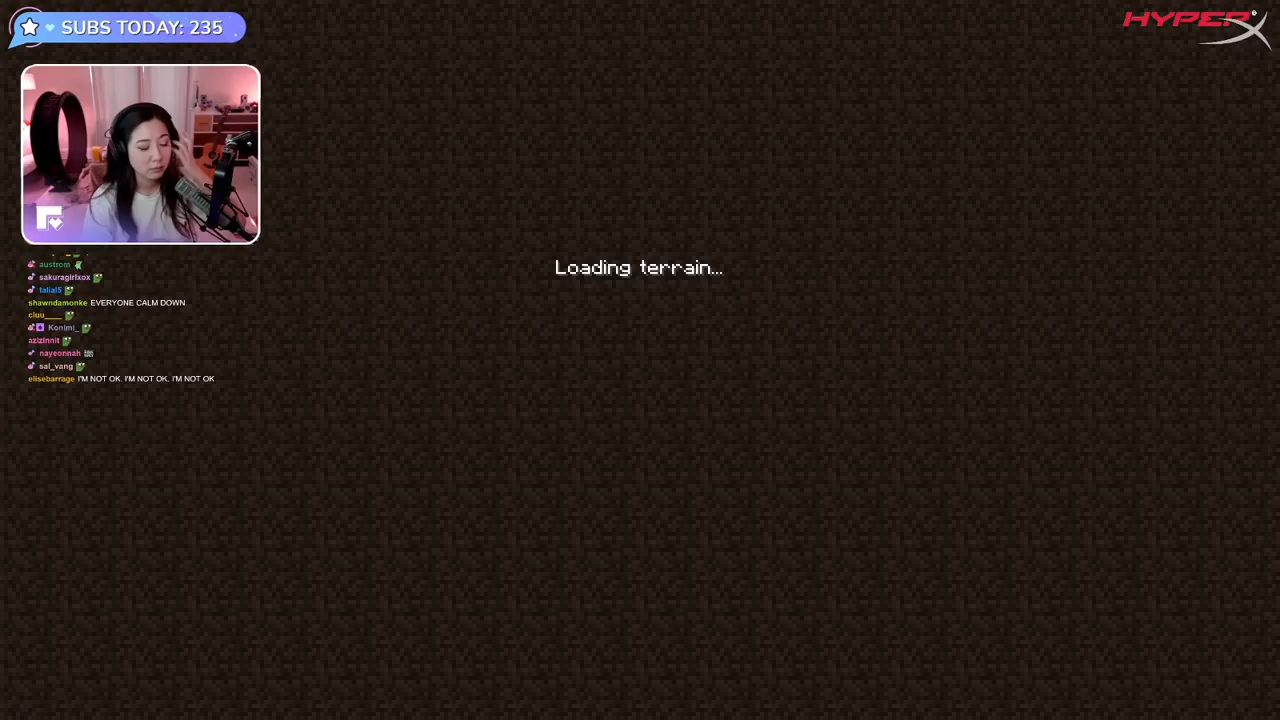 SUBS TODAY: 235
HYPERX
austrom
sakuragirlxox
talial5
shawndamonke EVERYONE CALM DOWN
cluu____
Konimi_
azizinnit
nayeonnah
sal_vang
elisebarrage I'M NOT OK. I'M NOT OK. I'M NOT OK
Loading terrain...